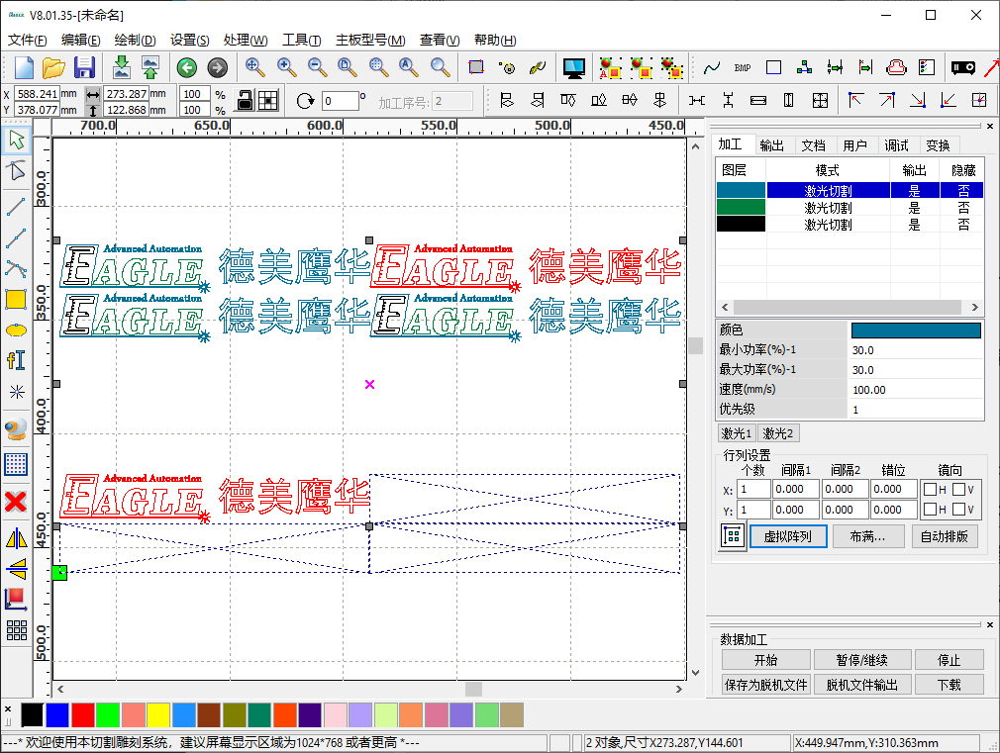 V8.01.35-[未命名]
文件(F) 编辑(E) 绘制(D) 设置(S) 处理(W) 工具(T) 主板型号(M) 查看(V) 帮助(H)
BMP
X 588.241 mm 273.287 mm 100 %
Y 378.077 mm 122.868 mm 100 %
0 ° 加工序号: 2
700.0 650.0 600.0 550.0 500.0 450.0
300.0
350.0
400.0
450.0
500.0
Advanced Automation
EAGLE 德美鹰华
Advanced Automation
EAGLE 德美鹰华
Advanced Automation
EAGLE 德美鹰华
Advanced Automation
EAGLE 德美鹰华
Advanced Automation
EAGLE 德美鹰华
加工 输出 文档 用户 调试 变换
图层 模式 输出 隐藏
激光切割 是 否
激光切割 是 否
激光切割 是 否
颜色
最小功率(%)-1 30.0
最大功率(%)-1 30.0
速度(mm/s) 100.00
优先级 1
激光1 激光2
行列设置
个数 间隔1 间隔2 错位 镜向
X: 1 0.000 0.000 0.000 H V
Y: 1 0.000 0.000 0.000 H V
虚拟阵列 布满... 自动排版
数据加工
开始 暂停/继续 停止
保存为脱机文件 脱机文件输出 下载
---* 欢迎使用本切割雕刻系统，建议屏幕显示区域为1024*768 或者更高 *---
2 对象,尺寸X273.287,Y144.601
X:449.947mm,Y:310.363mm